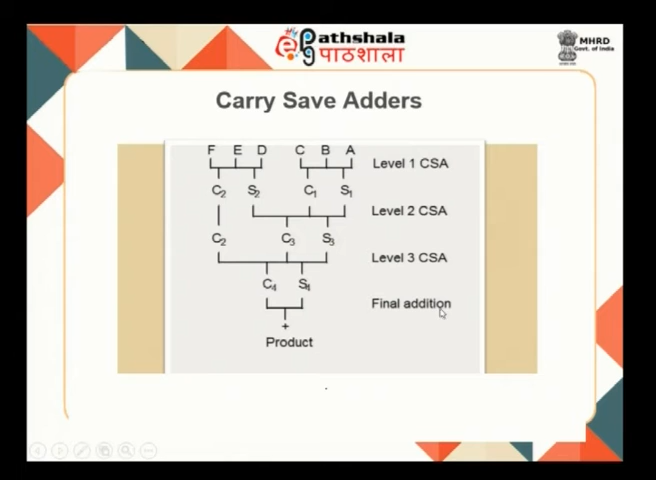 ePathshala
पाठशाला
MHRD
Govt. of India
Carry Save Adders
F E D C B A Level 1 CSA
C2 S2 C1 S1
Level 2 CSA
C2 C3 S3
Level 3 CSA
C4 S4
Final addition
+
Product